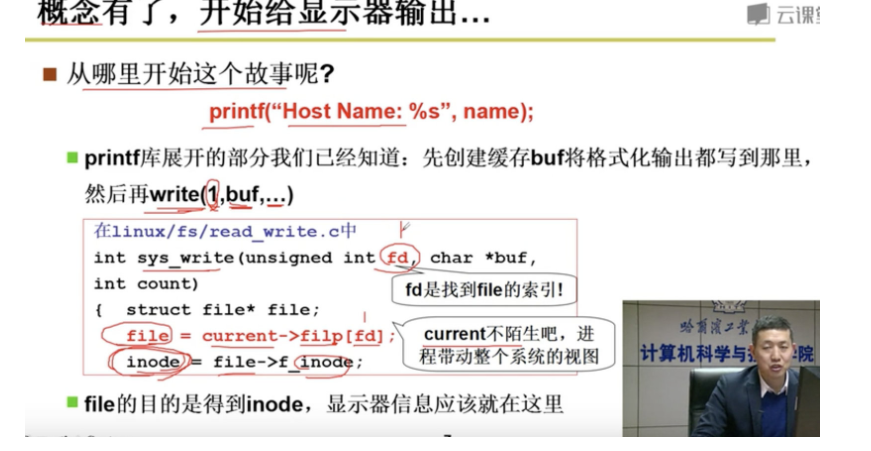 概念有了，开始给显示器输出...
云课
从哪里开始这个故事呢?
printf(“Host Name: %s”, name);
printf库展开的部分我们已经知道：先创建缓存buf将格式化输出都写到那里，
然后再write(1,buf,...)
在linux/fs/read_write.c中
int sys_write(unsigned int fd, char *buf,
int count)
fd是找到file的索引!
{ struct file* file;
file = current->filp[fd];
current不陌生吧，进
程带动整个系统的视图
inode = file->f_inode;
哈爾濱工業
计算机科学与 学院
file的目的是得到inode，显示器信息应该就在这里